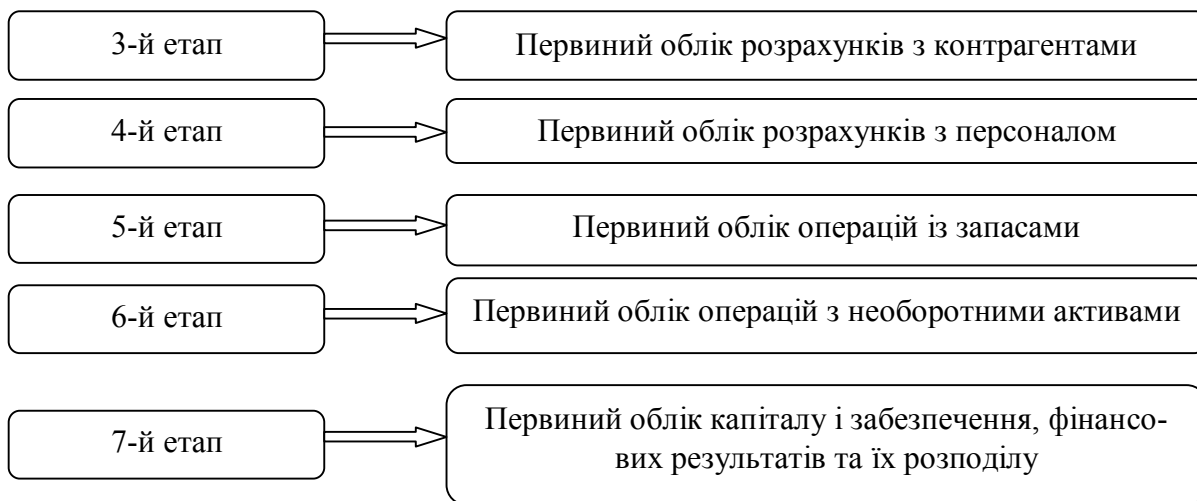 3-й етап
Первиний облік розрахунків з контрагентами
4-й етап
Первиний облік розрахунків з персоналом
5-й етап
Первиний облік операцій із запасами
6-й етап
Первиний облік операцій з необоротними активами
7-й етап
Первиний облік капіталу і забезпечення, фінансо-
вих результатів та їх розподілу